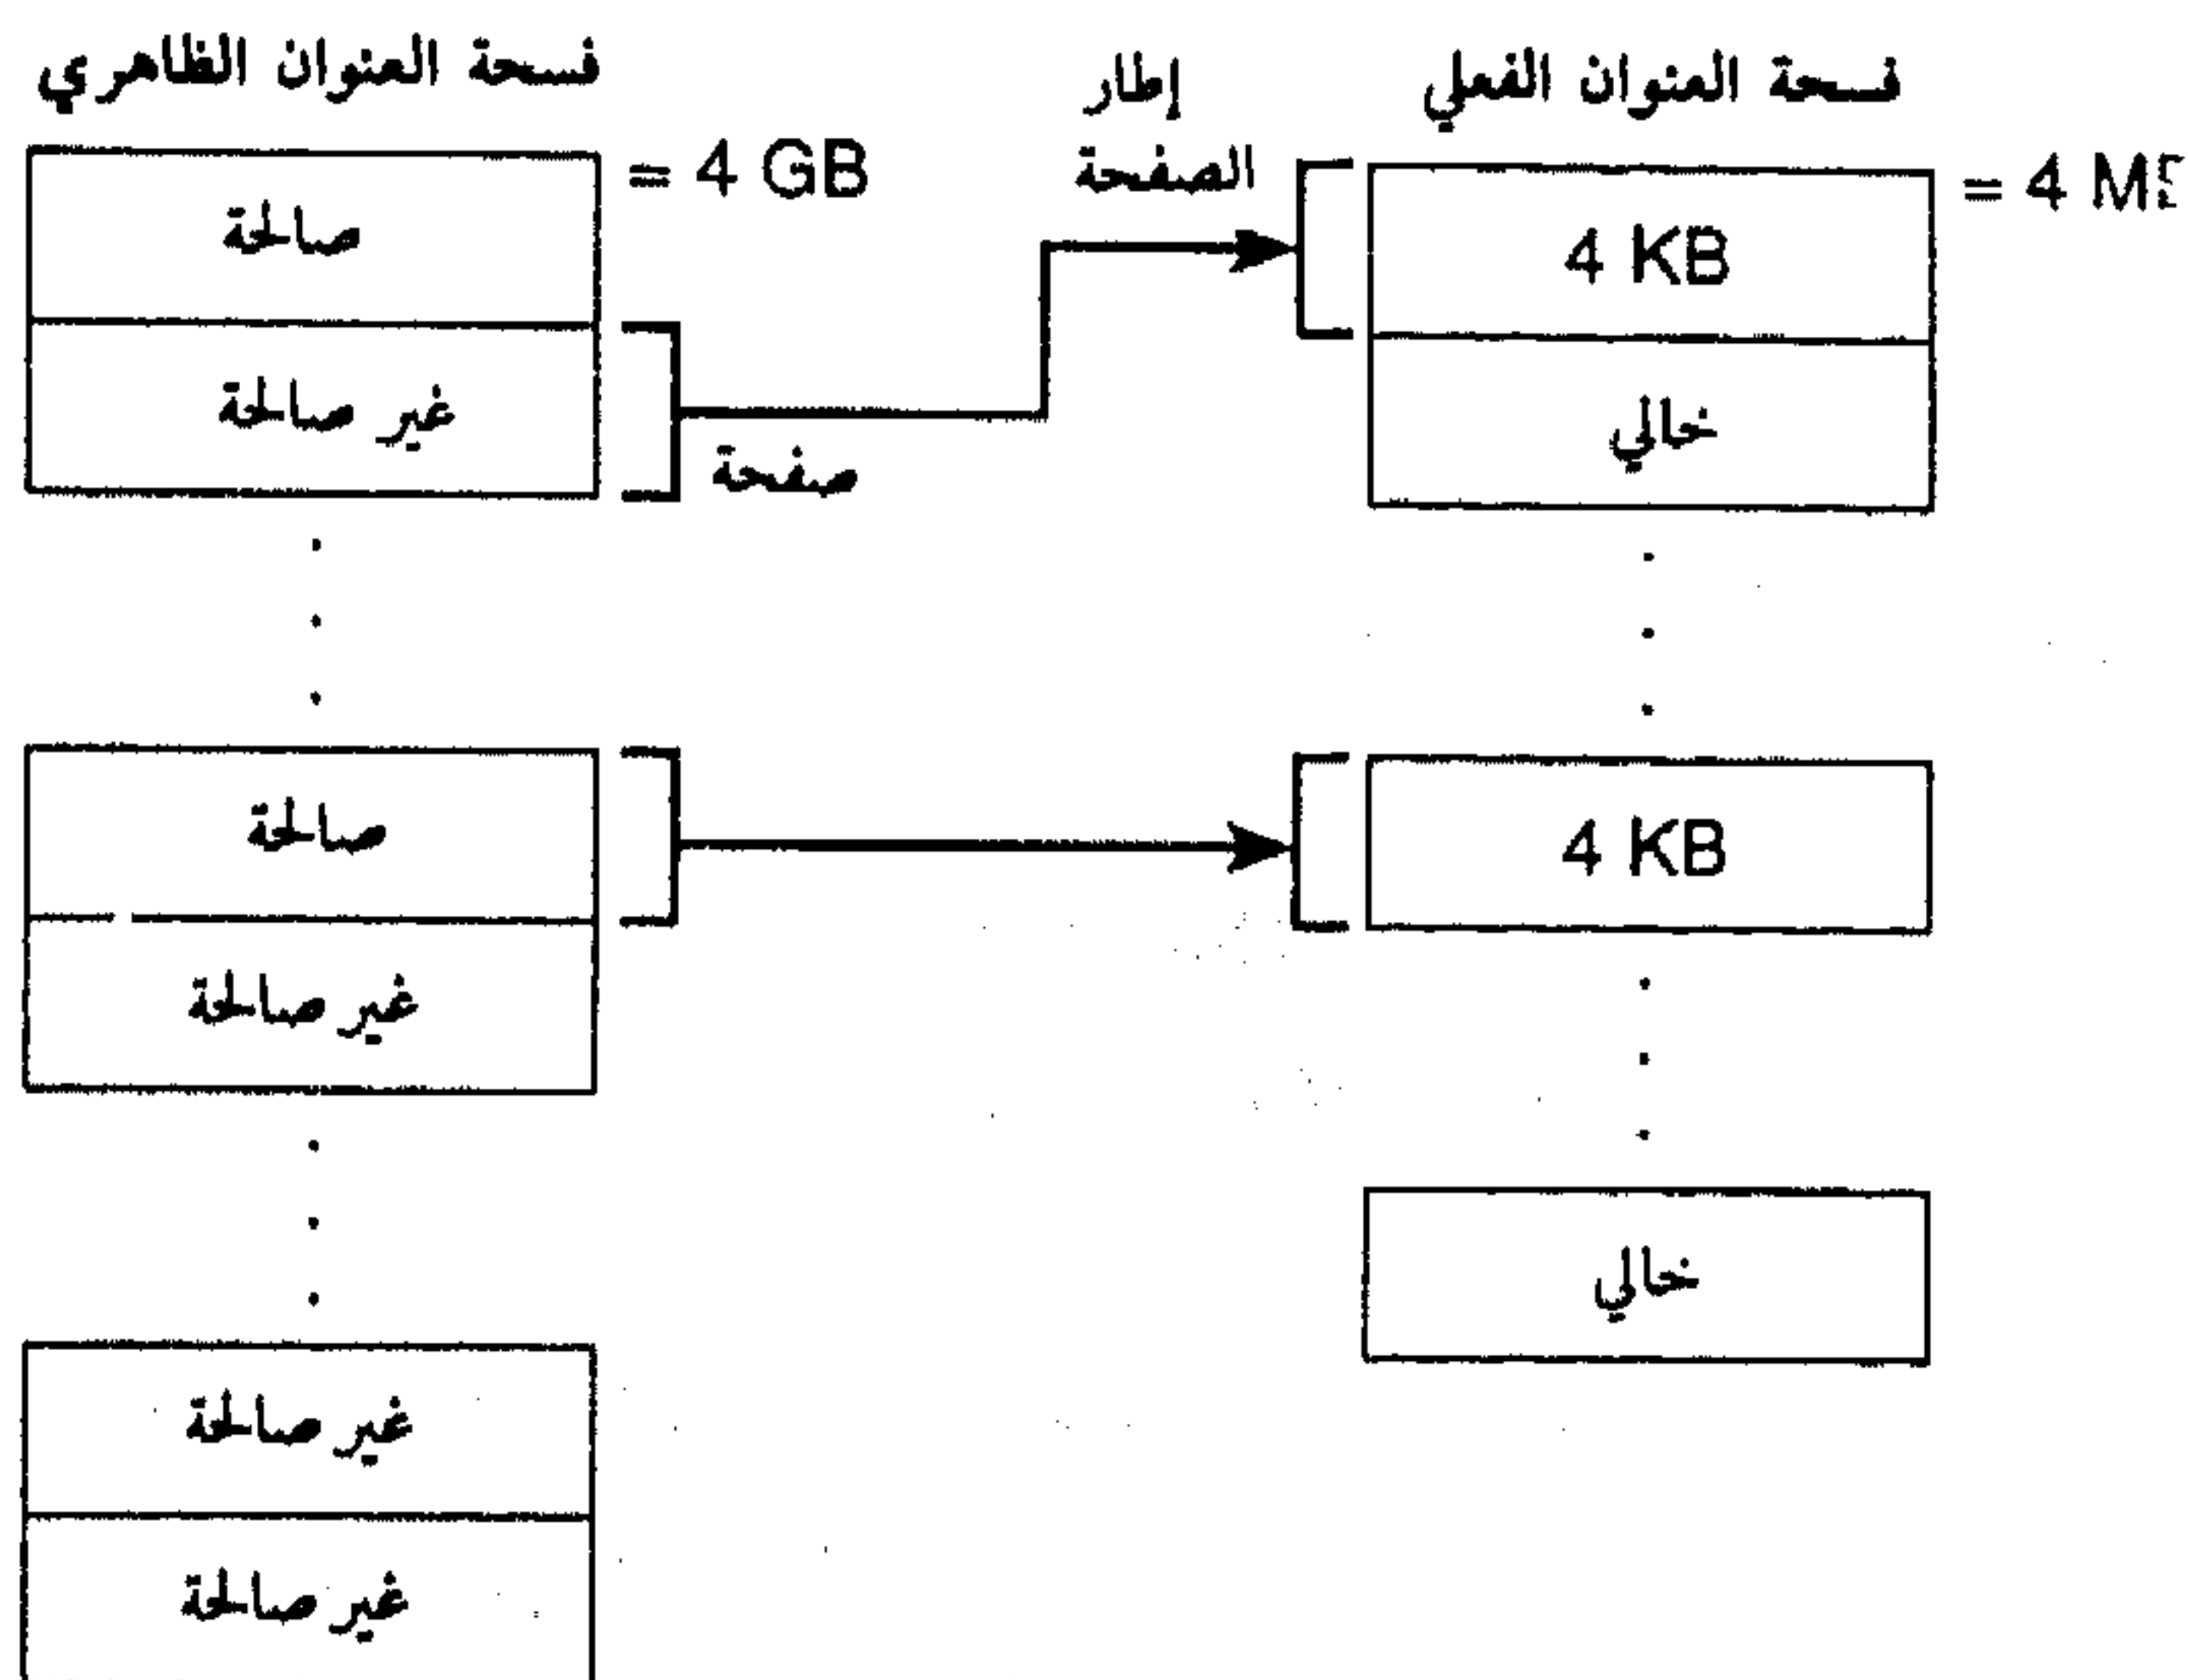 فسحة العنوان الظاهري
= 4 GB
صالحة
غير صالحة
صفحة
إطار
الصفحة
فسحة العنوان الفعلي
= 4 M
4 KB
خالي
صالحة
غير صالحة
4 KB
خالي
غير صالحة
غير صالحة